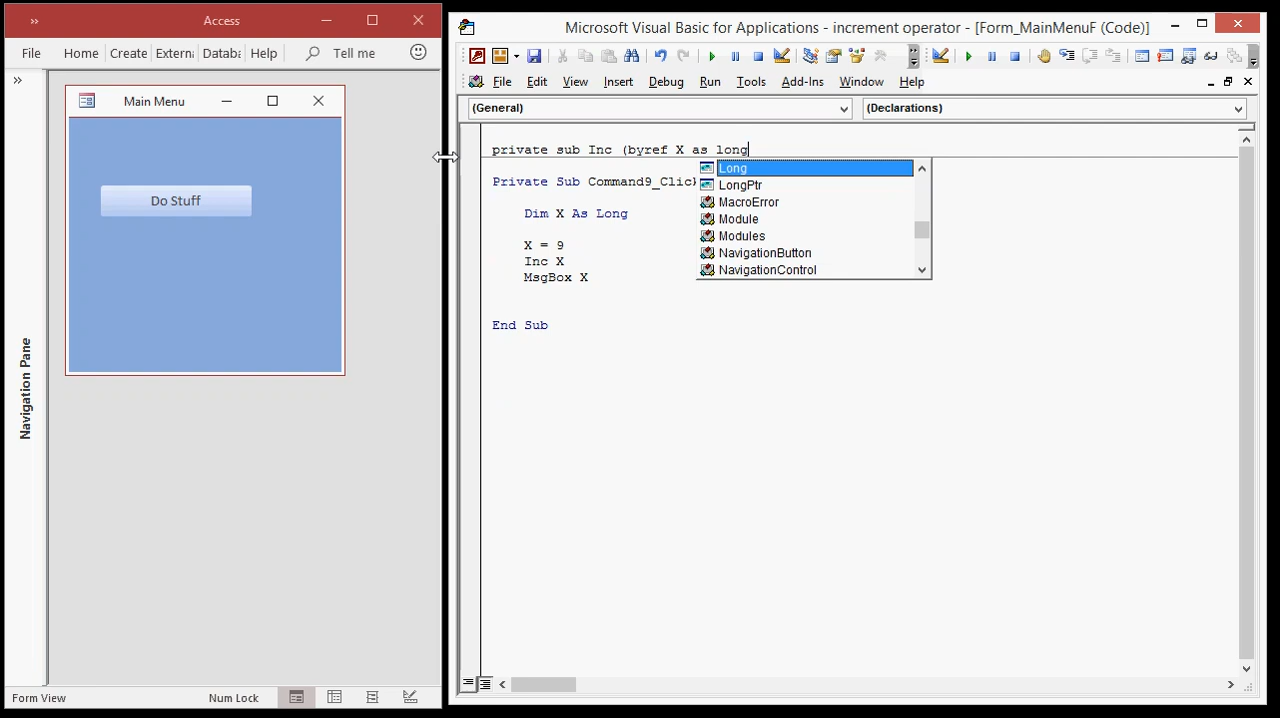 »
Access
File Home Create Externa Databa Help Tell me
»
Main Menu
Do Stuff
Navigation Pane
Form View
Num Lock
Microsoft Visual Basic for Applications - increment operator - [Form_MainMenuF (Code)]
File Edit View Insert Debug Run Tools Add-Ins Window Help
(General)
(Declarations)
private sub Inc (byref X as long
Long
LongPtr
MacroError
Module
Modules
NavigationButton
NavigationControl
Private Sub Command9_Click
Dim X As Long
X = 9
Inc X
MsgBox X
End Sub